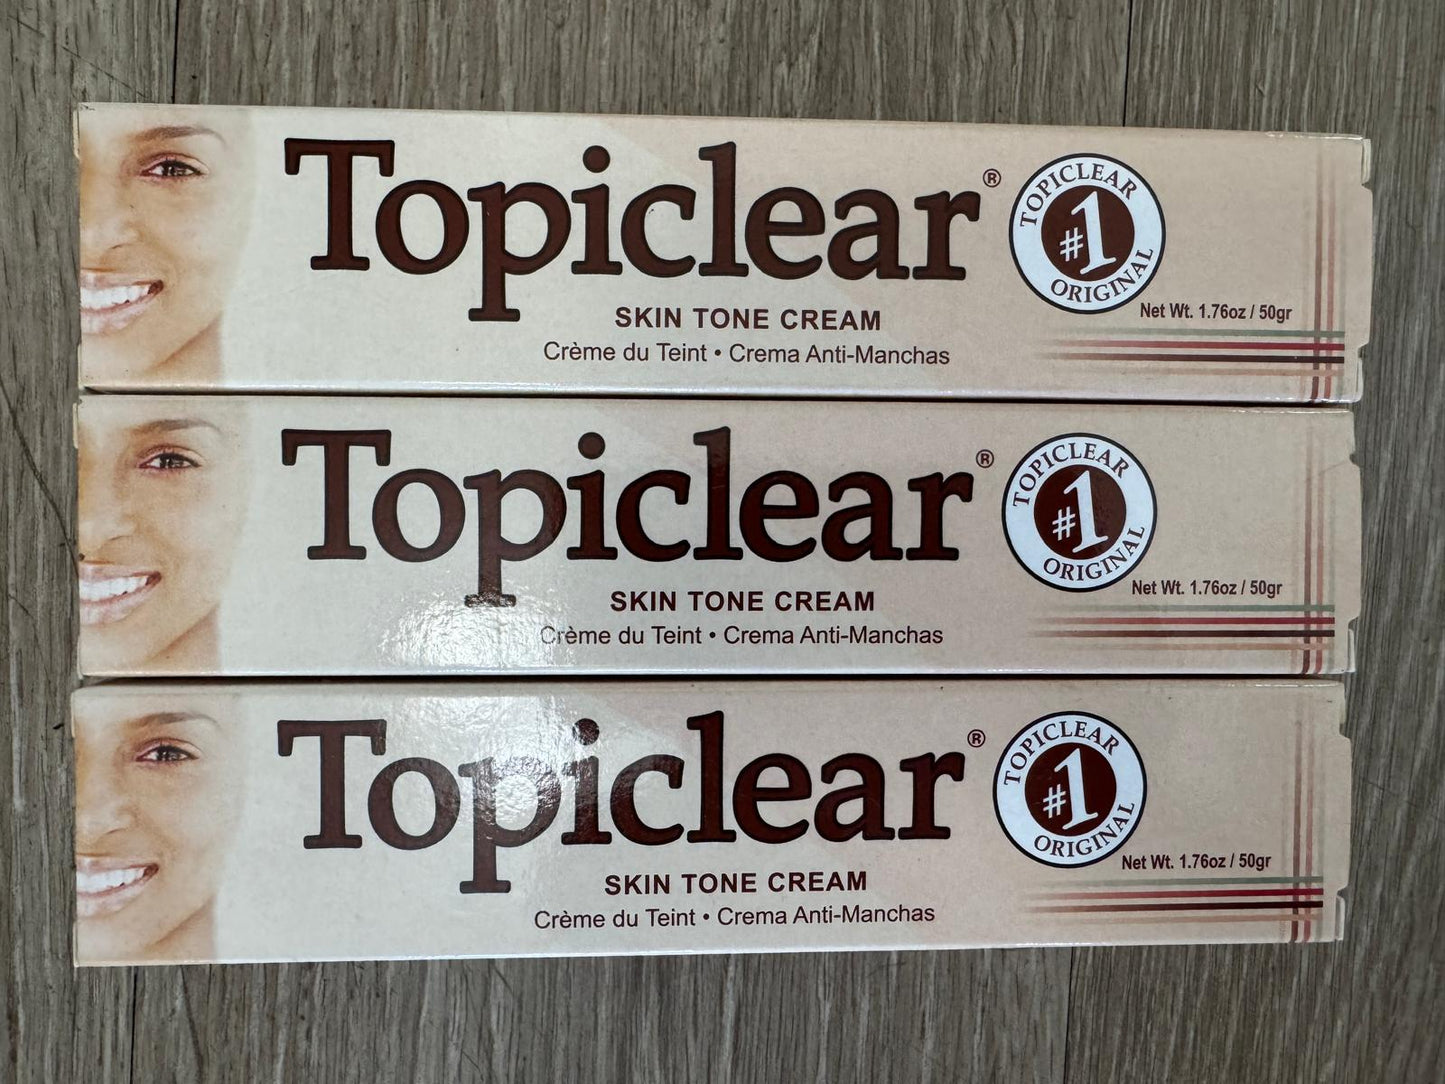 Topiclear®
TOPICLEAR
#1
ORIGINAL
SKIN TONE CREAM
Net Wt. 1.76oz / 50gr
Crème du Teint • Crema Anti-Manchas
Topiclear®
TOPICLEAR
#1
ORIGINAL
SKIN TONE CREAM
Net Wt. 1.76oz / 50gr
Crème du Teint • Crema Anti-Manchas
Topiclear®
TOPICLEAR
#1
ORIGINAL
SKIN TONE CREAM
Net Wt. 1.76oz / 50gr
Crème du Teint • Crema Anti-Manchas